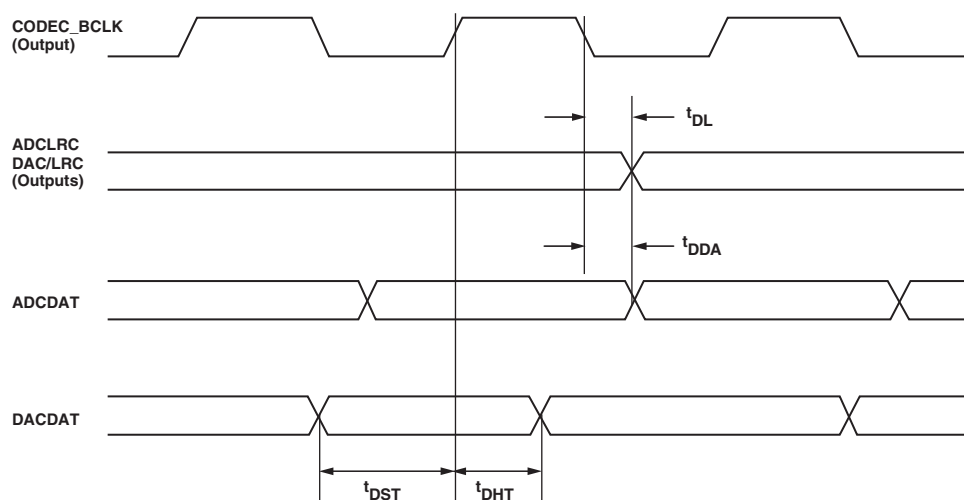 CODEC_BCLK
(Output)
tDL
ADCLRC
DAC/LRC
(Outputs)
tDDA
ADCDAT
DACDAT
tDST
tDHT